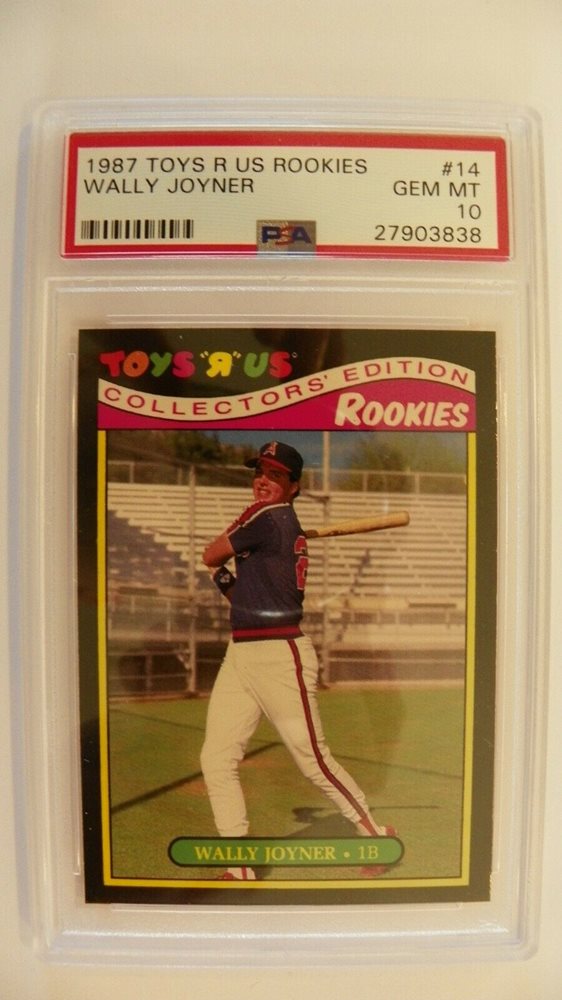 1987 TOYS R US ROOKIES #14
WALLY JOYNER GEM MT
10
PSA 27903838
TOYS "R" US
COLLECTORS' EDITION
ROOKIES
A
2
WALLY JOYNER • 1B